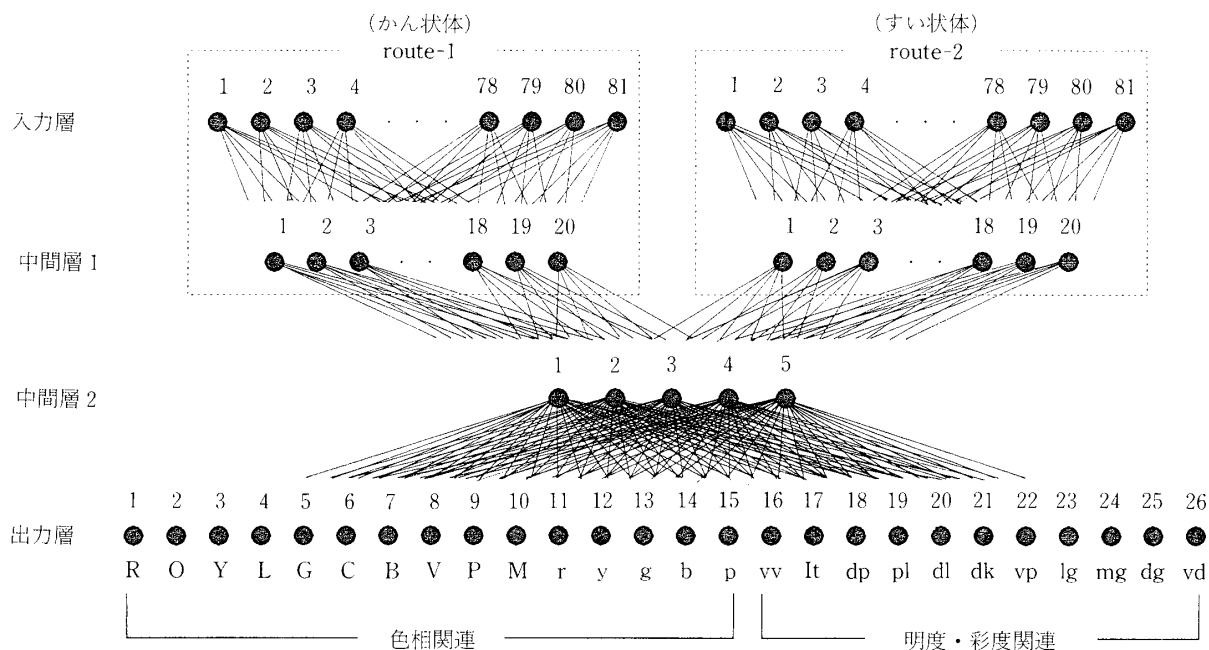 (かん状体) (すい状体)
route-1 route-2
1 2 3 4 78 79 80 81 1 2 3 4 78 79 80 81
入力層 · · · · · · · ·
1 2 3 18 19 20 1 2 3 18 19 20
中間層 1 · · · ·
1 2 3 4 5
中間層 2
1 2 3 4 5 6 7 8 9 10 11 12 13 14 15 16 17 18 19 20 21 22 23 24 25 26
出力層
R O Y L G C B V P M r y g b p vv It dp pl dl dk vp lg mg dg vd
色相関連 明度・彩度関連